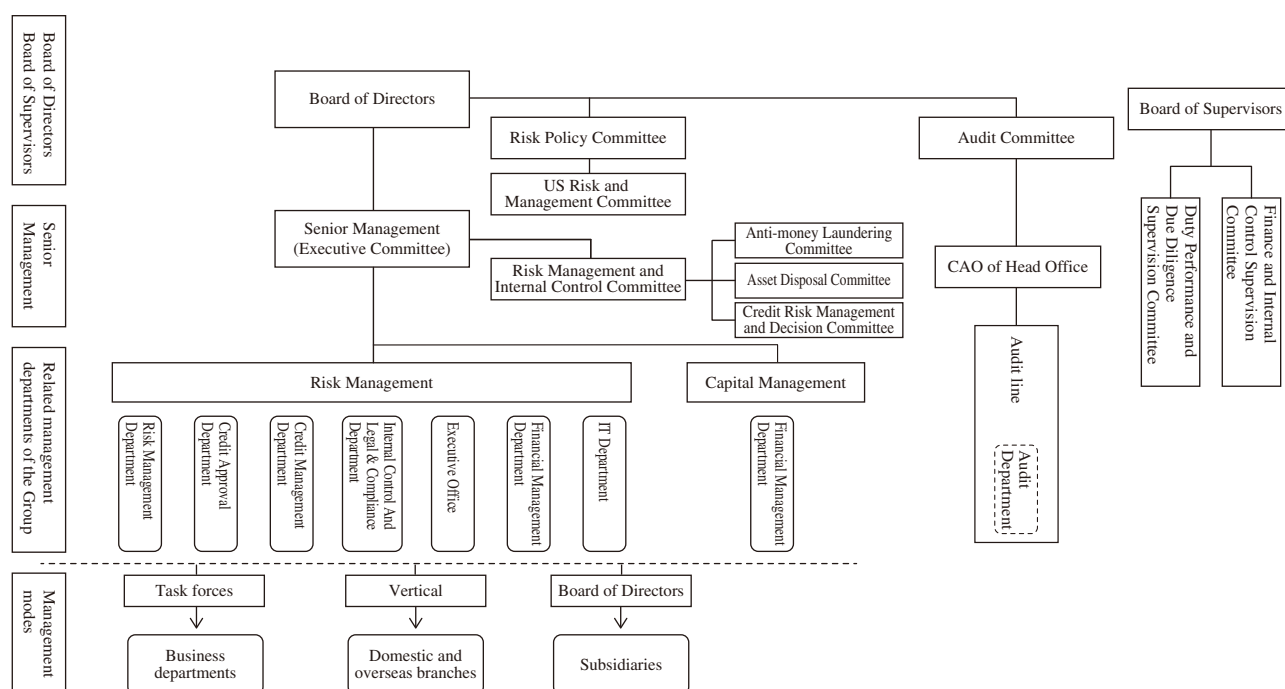 Board of Directors
Board of Supervisors
Board of Directors
Risk Policy Committee
US Risk and
Management Committee
Audit Committee
Board of Supervisors
Duty Performance and
Due Diligence
Supervision Committee
Finance and Internal
Control Supervision
Committee
Senior
Management
Senior Management
(Executive Committee)
Risk Management and
Internal Control Committee
Anti-money Laundering
Committee
Asset Disposal Committee
Credit Risk Management
and Decision Committee
CAO of Head Office
Audit line
Audit
Department
Related management
departments of the Group
Risk Management
Capital Management
Risk Management
Department
Credit Approval
Department
Credit Management
Department
Internal Control And
Legal & Compliance
Department
Executive Office
Financial Management
Department
IT Department
Financial Management
Department
Management
modes
Task forces
Vertical
Board of Directors
Business
departments
Domestic and
overseas branches
Subsidiaries